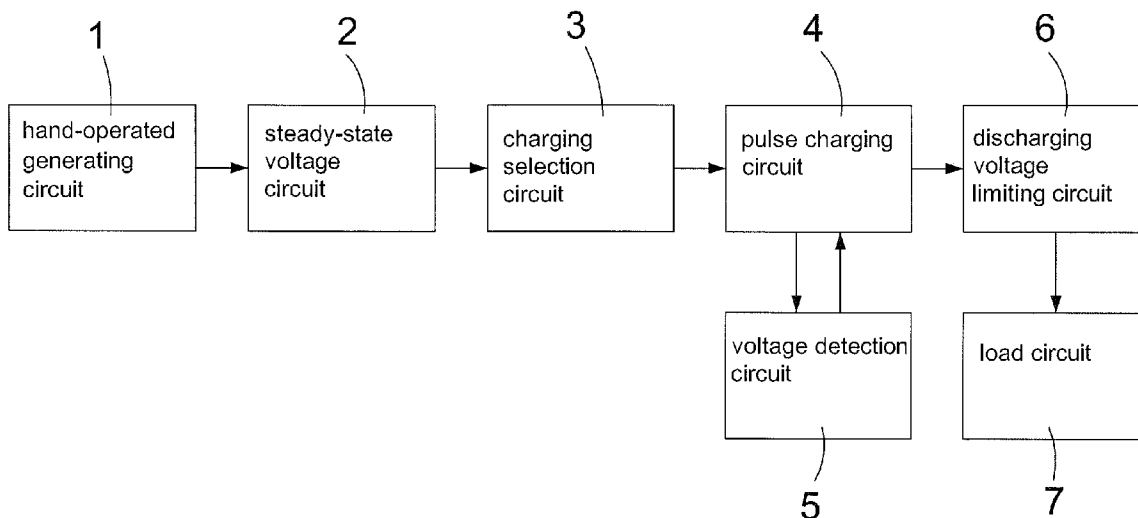 1
2
3
4
6
hand-operated
generating
circuit
steady-state
voltage
circuit
charging
selection
circuit
pulse charging
circuit
discharging
voltage
limiting circuit
voltage detection
circuit
load circuit
5
7